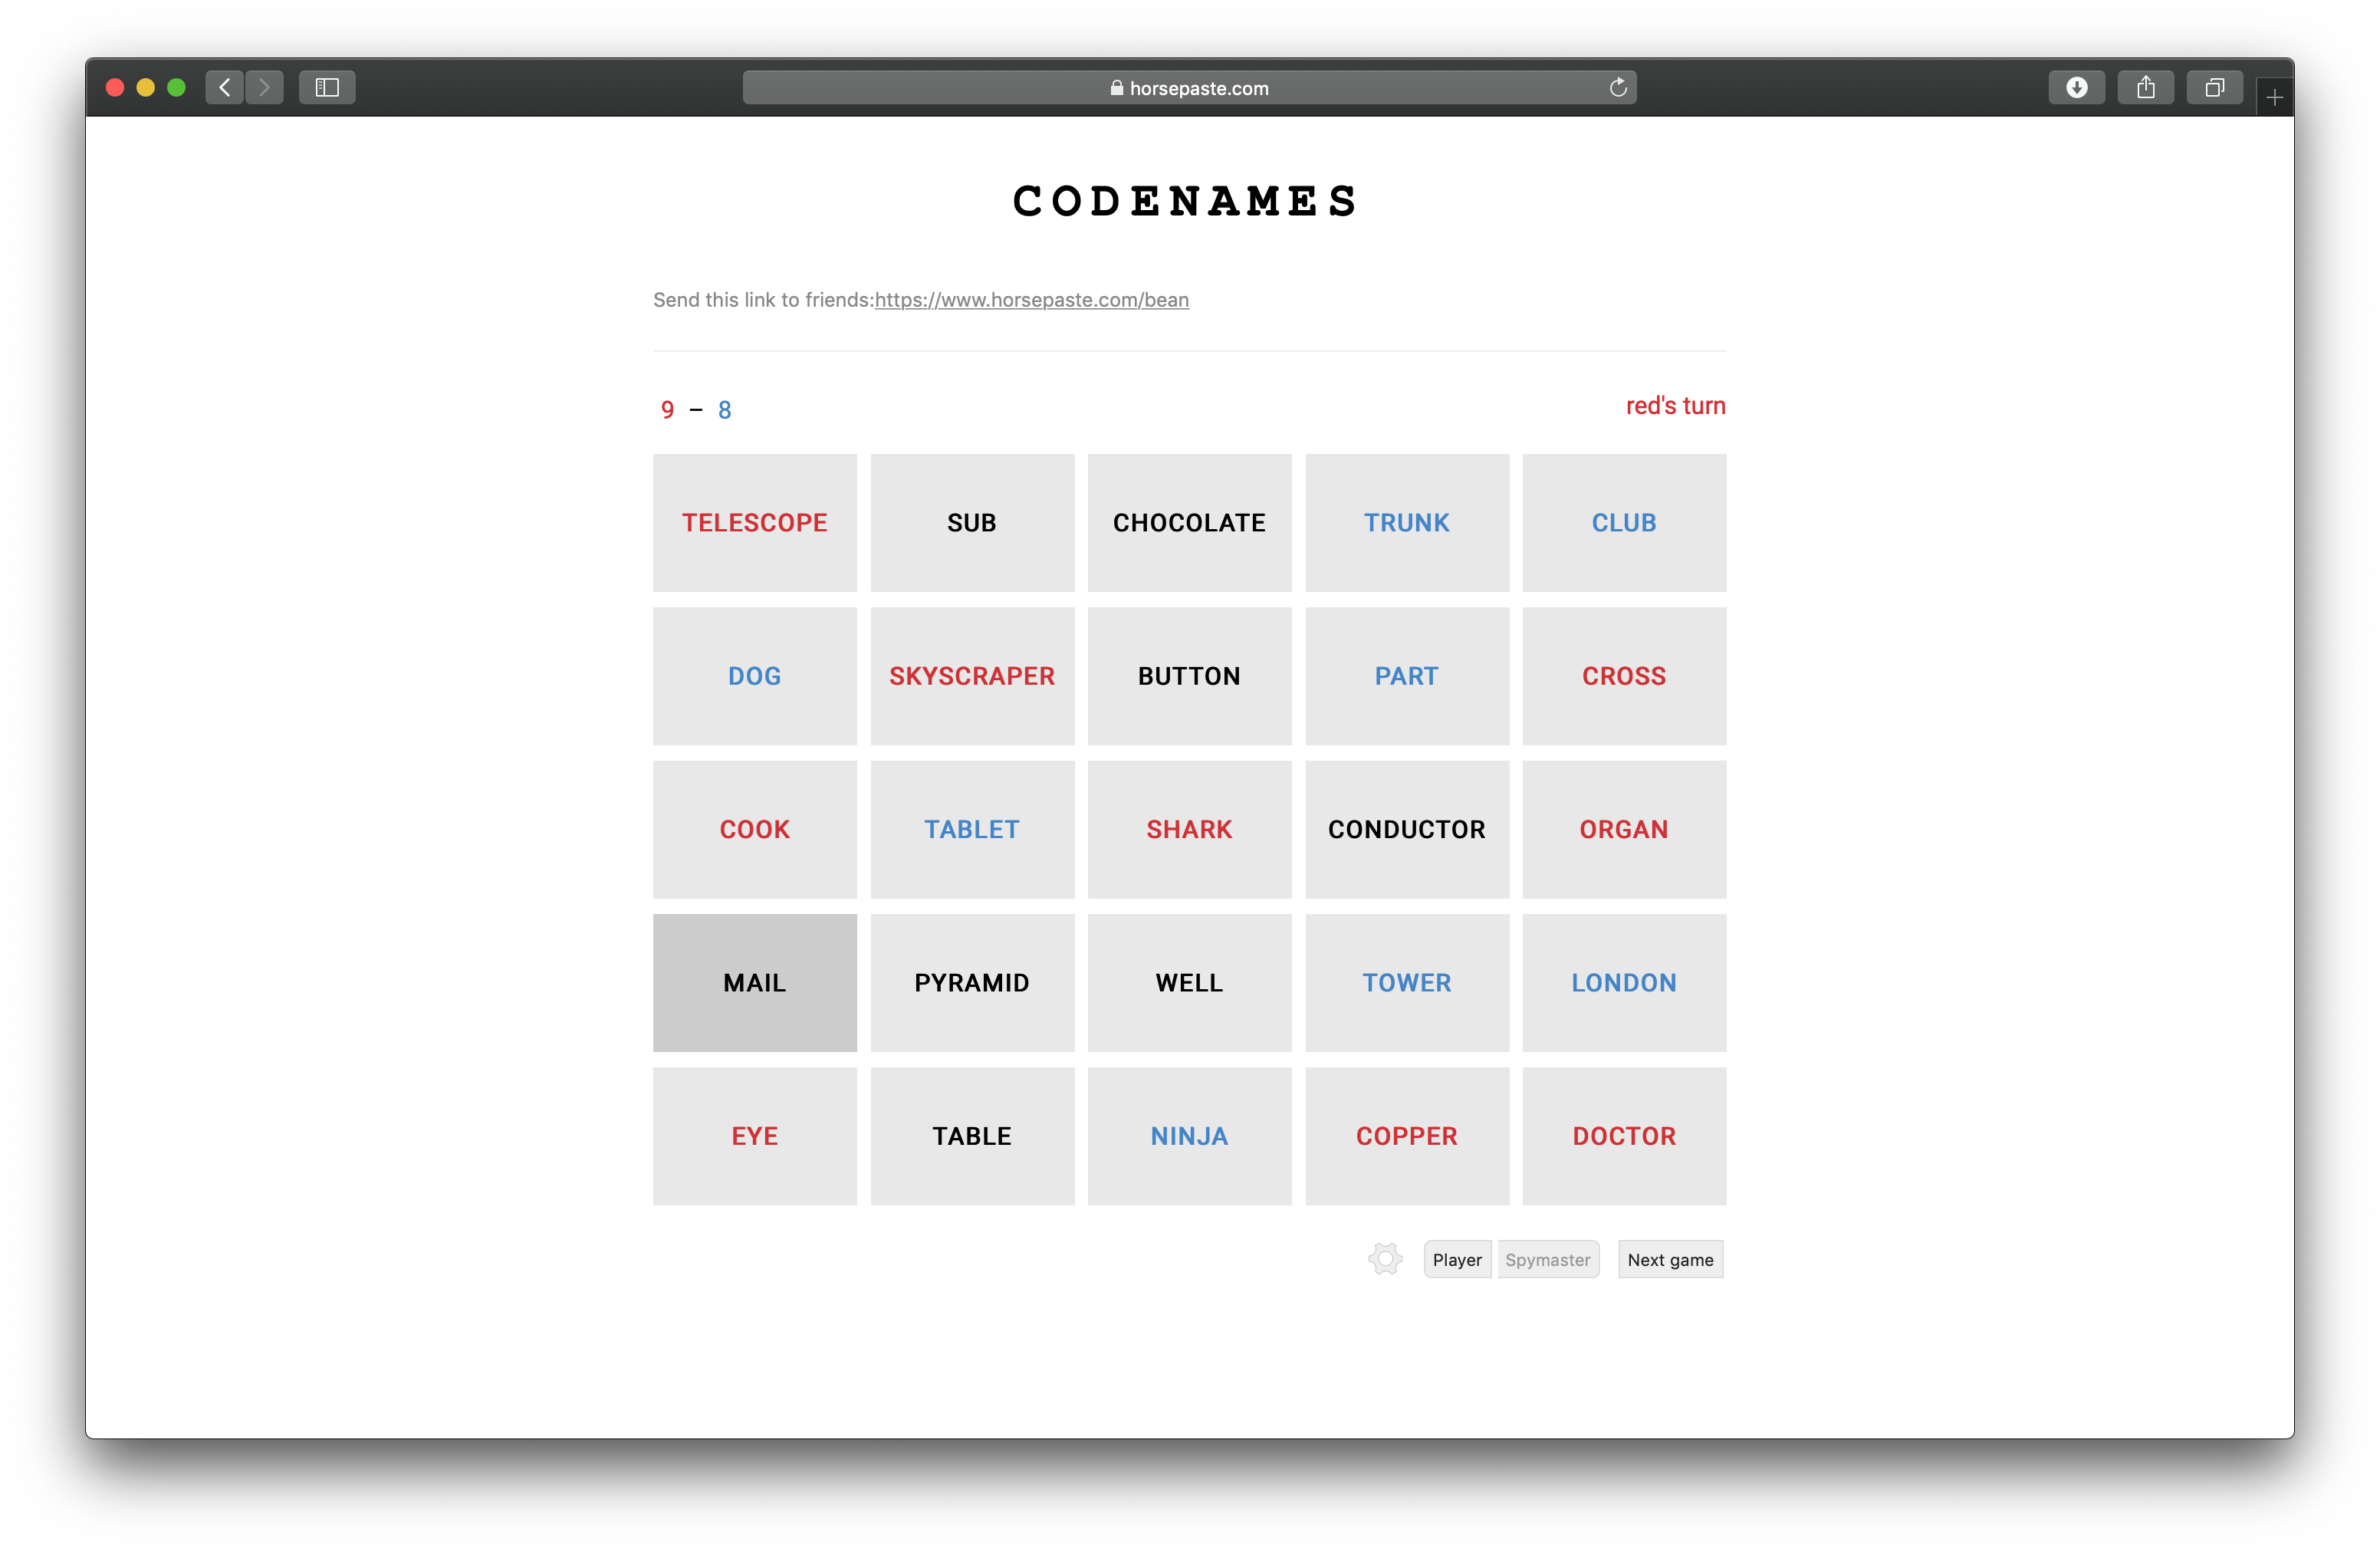 horsepaste.com
CODENAMES
Send this link to friends:https://www.horsepaste.com/bean
9 – 8
red's turn
TELESCOPE SUB CHOCOLATE TRUNK CLUB
DOG SKYSCRAPER BUTTON PART CROSS
COOK TABLET SHARK CONDUCTOR ORGAN
MAIL PYRAMID WELL TOWER LONDON
EYE TABLE NINJA COPPER DOCTOR
Player Spymaster Next game